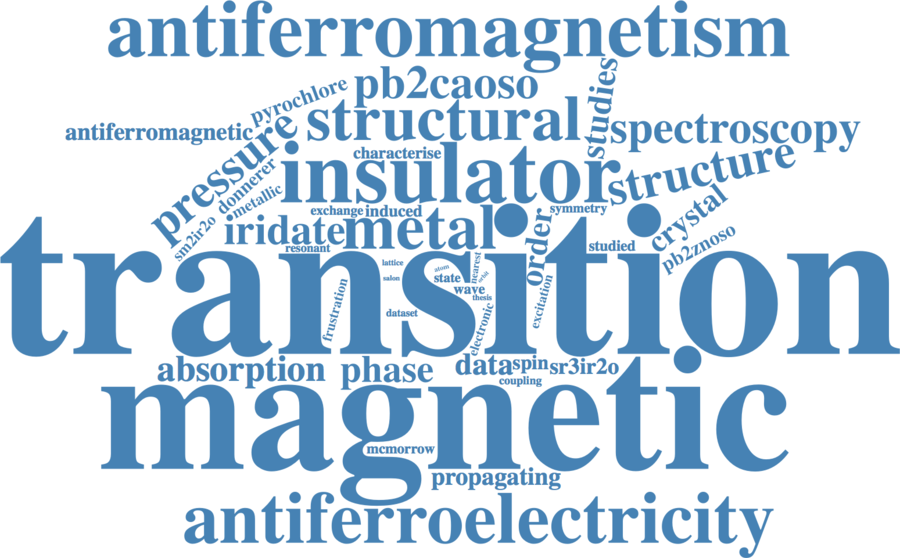 antiferromagnetism
pb2caoso
studies
pyrochlore
structural
antiferromagnetic
spectroscopy
pressure
characterise
insulator
structure
donnerer
metallic
exchange
induced
symmetry
order
crystal
sm2ir2o
iridate
metal
resonant
studied
pb2znoso
transition
lattice
atom
nearest
orbit
salon
state
wave
thesis
excitation
frustration
dataset
electronic
absorption
phase
data
spin
sr3ir2o
coupling
magnetic
mcmorrow
propagating
antiferroelectricity